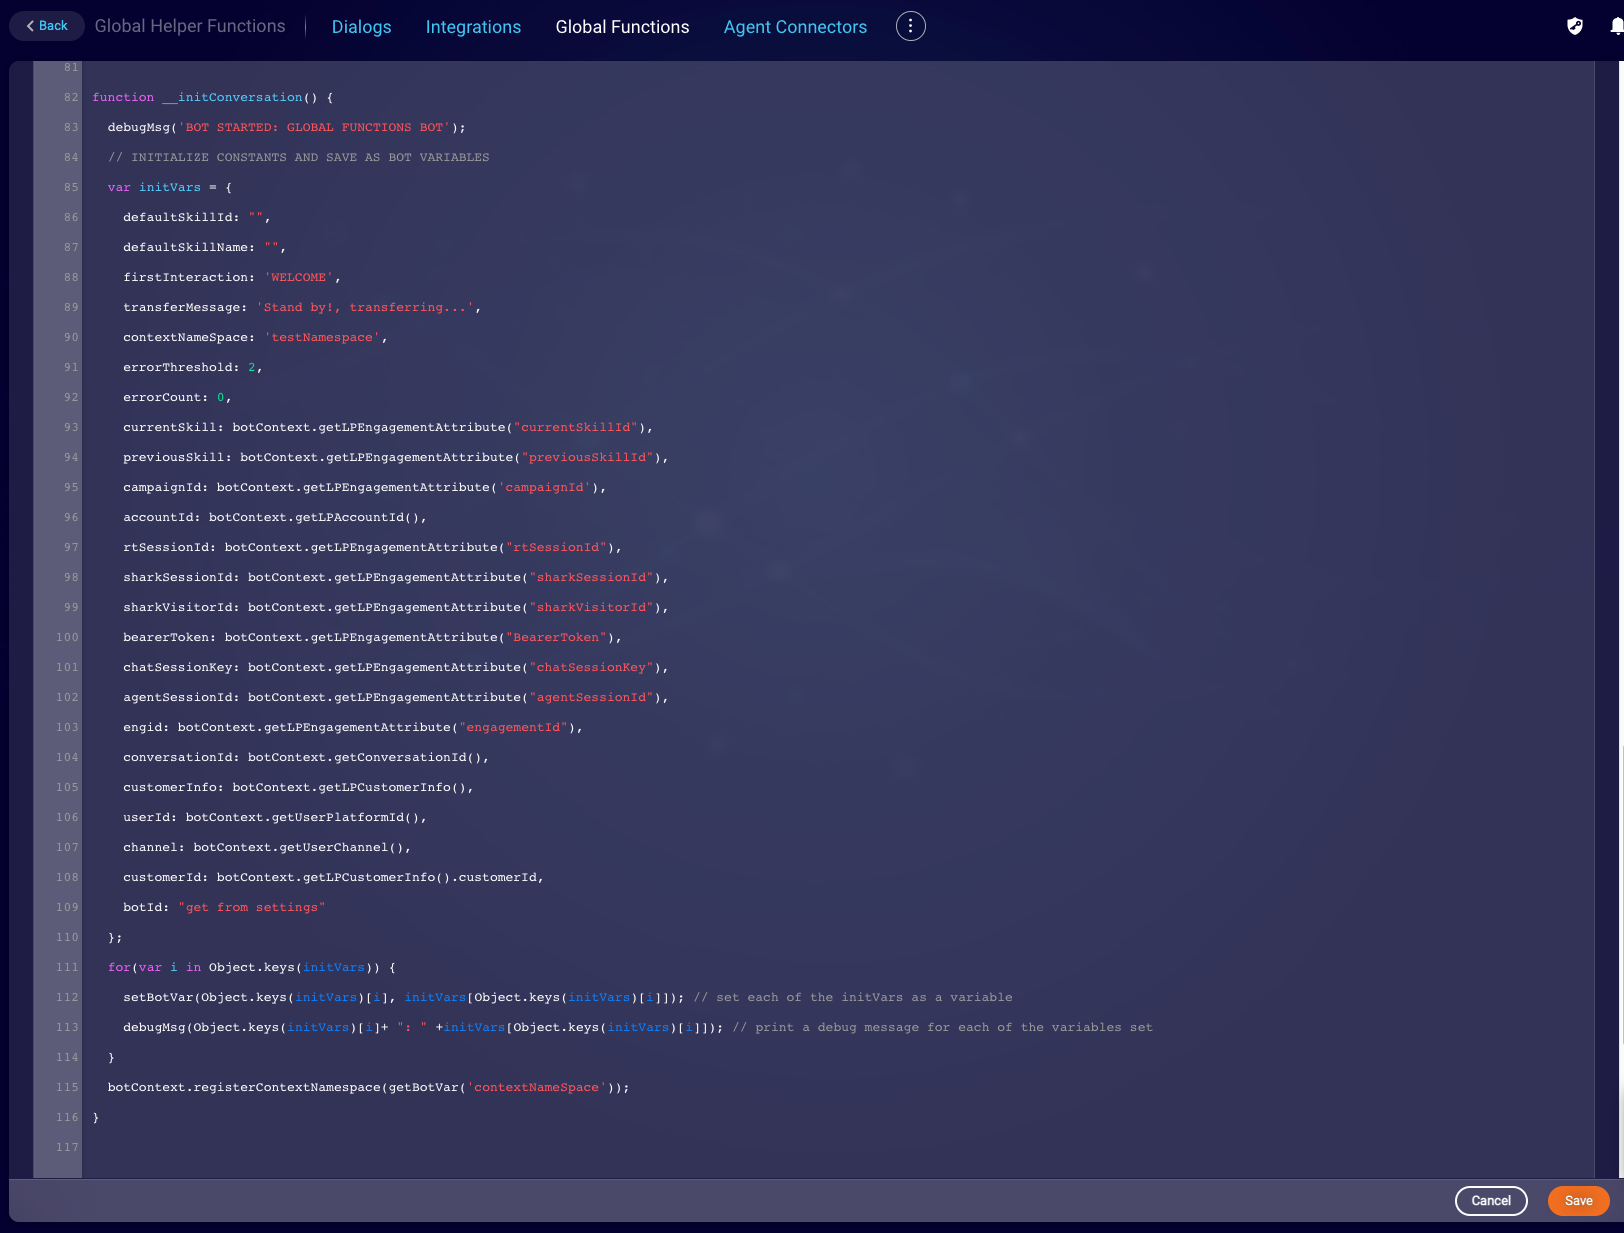 Back Global Helper Functions Dialogs Integrations Global Functions Agent Connectors
81
82 function __initConversation() {
83 debugMsg('BOT STARTED: GLOBAL FUNCTIONS BOT');
84 // INITIALIZE CONSTANTS AND SAVE AS BOT VARIABLES
85 var initVars = {
86 defaultSkillId: "",
87 defaultSkillName: "",
88 firstInteraction: 'WELCOME',
89 transferMessage: 'Stand by!, transferring...',
90 contextNameSpace: 'testNamespace',
91 errorThreshold: 2,
92 errorCount: 0,
93 currentSkill: botContext.getLPEngagementAttribute("currentSkillId"),
94 previousSkill: botContext.getLPEngagementAttribute("previousSkillId"),
95 campaignId: botContext.getLPEngagementAttribute('campaignId'),
96 accountId: botContext.getLPAccountId(),
97 rtSessionId: botContext.getLPEngagementAttribute("rtSessionId"),
98 sharkSessionId: botContext.getLPEngagementAttribute("sharkSessionId"),
99 sharkVisitorId: botContext.getLPEngagementAttribute("sharkVisitorId"),
100 bearerToken: botContext.getLPEngagementAttribute("BearerToken"),
101 chatSessionKey: botContext.getLPEngagementAttribute("chatSessionKey"),
102 agentSessionId: botContext.getLPEngagementAttribute("agentSessionId"),
103 engid: botContext.getLPEngagementAttribute("engagementId"),
104 conversationId: botContext.getConversationId(),
105 customerInfo: botContext.getLPCustomerInfo(),
106 userId: botContext.getUserPlatformId(),
107 channel: botContext.getUserChannel(),
108 customerId: botContext.getLPCustomerInfo().customerId,
109 botId: "get from settings"
110 };
111 for(var i in Object.keys(initVars)) {
112 setBotVar(Object.keys(initVars)[i], initVars[Object.keys(initVars)[i]]); // set each of the initVars as a variable
113 debugMsg(Object.keys(initVars)[i]+ ": " +initVars[Object.keys(initVars)[i]]); // print a debug message for each of the variables set
114 }
115 botContext.registerContextNamespace(getBotVar('contextNameSpace'));
116 }
117
Cancel Save